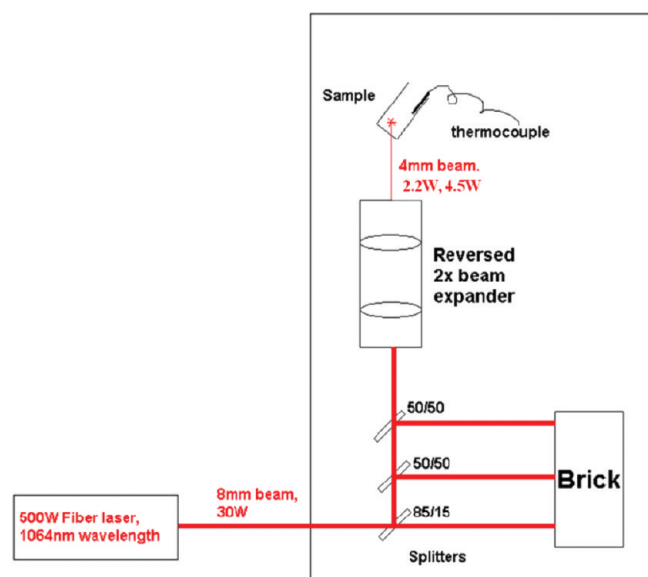 Sample
thermocouple
4mm beam.
2.2W, 4.5W
Reversed
2x beam
expander
50/50
50/50
Brick
8mm beam,
30W
85/15
500W Fiber laser,
1064nm wavelength
Splitters